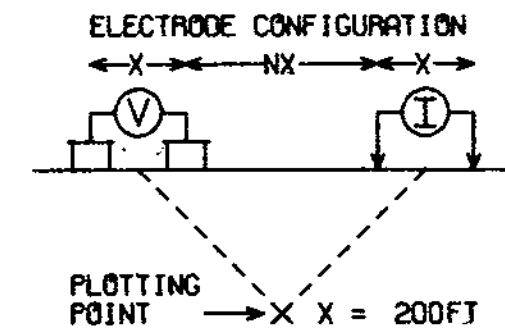 ELECTRODE CONFIGURATION
X NX X
V I
PLOTTING
POINT X X = 200FT